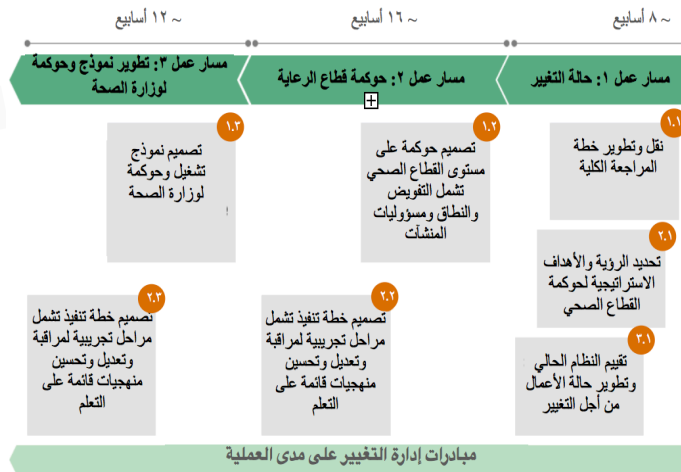 ~ ٨ أسابيع
~ ١٦ أسابيع
~ ١٢ أسابيع
مسار عمل ١: حالة التغيير
مسار عمل ٢: حوكمة قطاع الرعاية
مسار عمل ٣: تطوير نموذج وحوكمة
لوزارة الصحة
١.١
نقل وتطوير خطة
المراجعة الكلية
٢.١
تحديد الرؤية والأهداف
الاستراتيجية لحوكمة
القطاع الصحي
٣.١
تقييم النظام الحالي
وتطوير حالة الأعمال
من أجل التغيير
١.٢
تصميم حوكمة على
مستوى القطاع الصحي
تشمل التفويض
والنطاق ومسؤوليات
المنشآت
٢.٢
تصميم خطة تنفيذ تشمل
مراحل تجريبية لمراقبة
وتعديل وتحسين
منهجيات قائمة على
التعلم
١.٣
تصميم نموذج
تشغيل وحوكمة
لوزارة الصحة
٢.٣
تصميم خطة تنفيذ تشمل
مراحل تجريبية لمراقبة
وتعديل وتحسين
منهجيات قائمة على
التعلم
مبادرات إدارة التغيير على مدى العملية